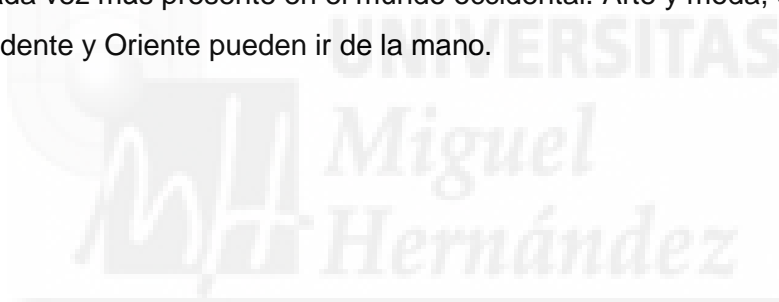 ada vez más presente en el mundo occidental. Arte y moda,
dente y Oriente pueden ir de la mano.
UNIVERSITAS
Miguel
Hernández